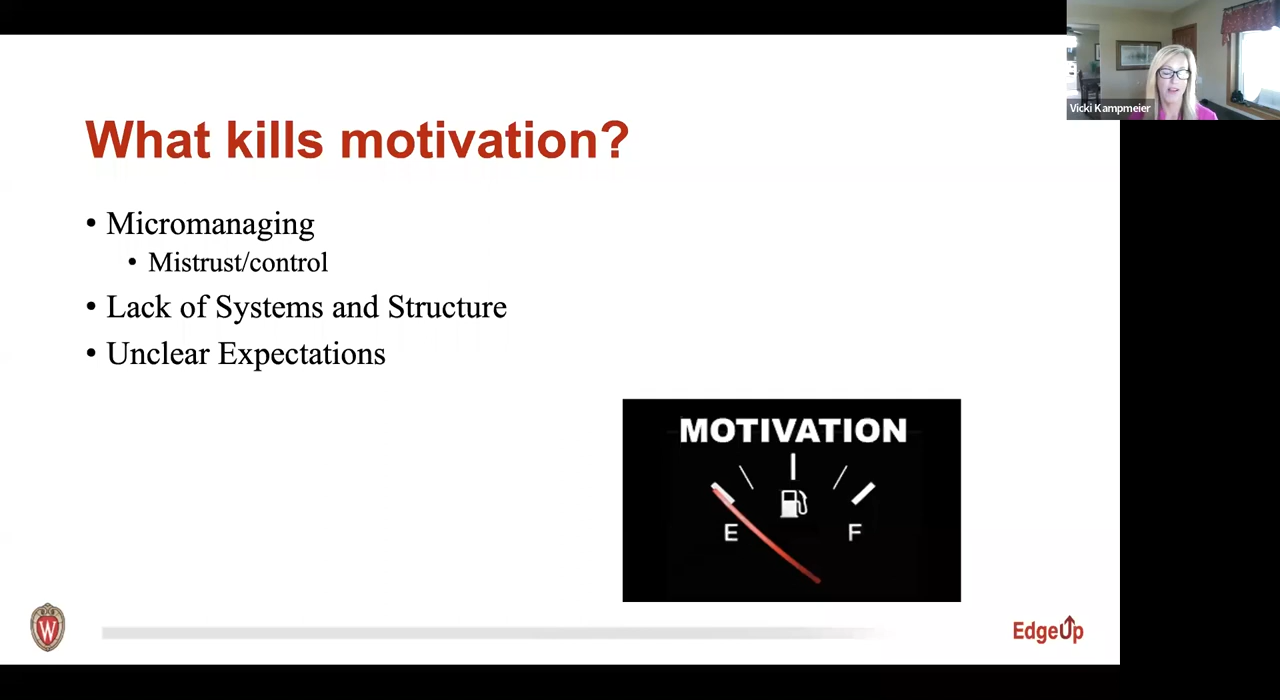 Vicki Kampmeier
What kills motivation?
• Micromanaging
• Mistrust/control
• Lack of Systems and Structure
• Unclear Expectations
MOTIVATION
E F
W
EdgeUp